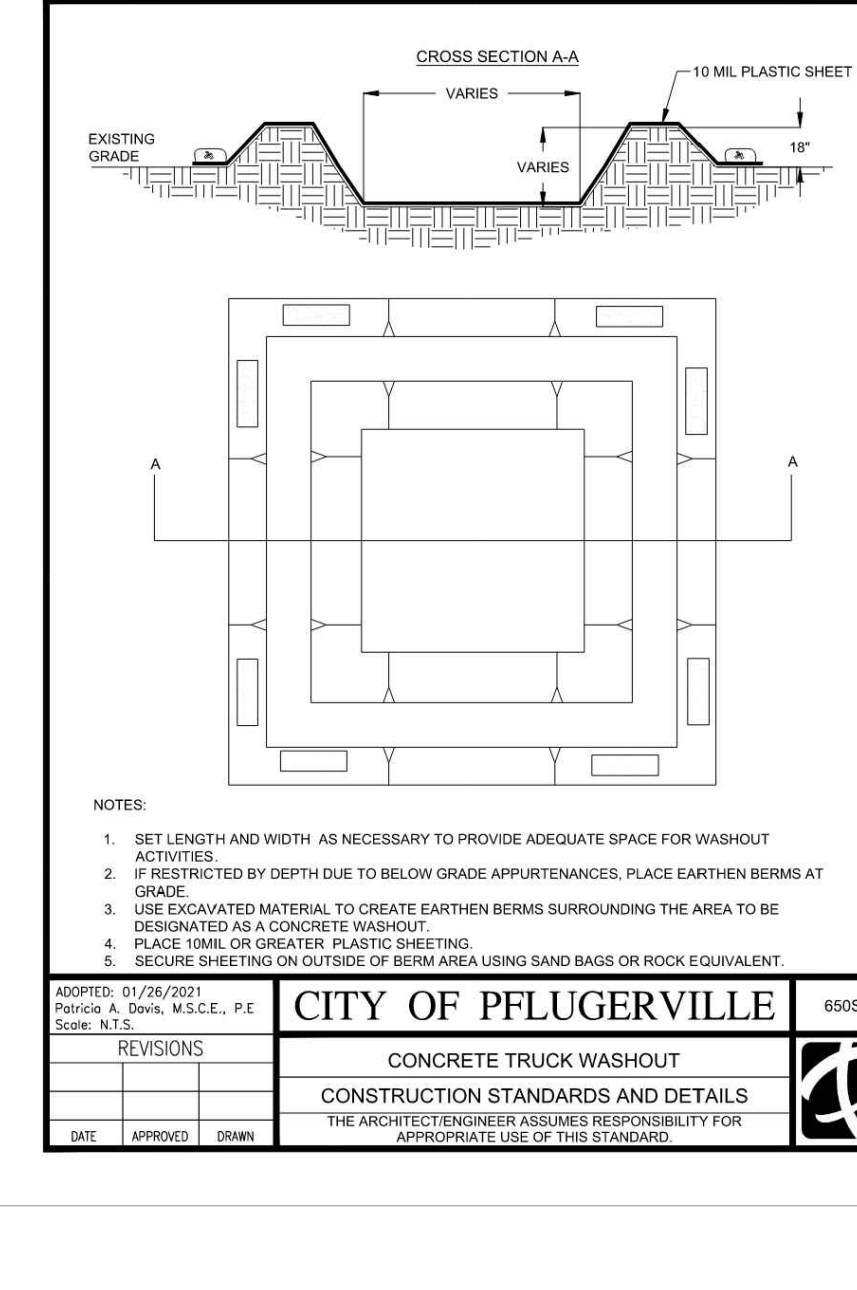 CROSS SECTION A-A
VARIES
10 MIL PLASTIC SHEET
EXISTING
GRADE
VARIES
18"
A
A
NOTES:
1. SET LENGTH AND WIDTH AS NECESSARY TO PROVIDE ADEQUATE SPACE FOR WASHOUT
ACTIVITIES.
2. IF RESTRICTED BY DEPTH DUE TO BELOW GRADE APPURTENANCES, PLACE EARTHEN BERMS AT
GRADE.
3. USE EXCAVATED MATERIAL TO CREATE EARTHEN BERMS SURROUNDING THE AREA TO BE
DESIGNATED AS A CONCRETE WASHOUT.
4. PLACE 10MIL OR GREATER PLASTIC SHEETING.
5. SECURE SHEETING ON OUTSIDE OF BERM AREA USING SAND BAGS OR ROCK EQUIVALENT.
ADOPTED: 01/26/2021
Patricia A. Davis, M.S.C.E., P.E
Scale: N.T.S.
CITY OF PFLUGERVILLE
650S
REVISIONS
CONCRETE TRUCK WASHOUT
CONSTRUCTION STANDARDS AND DETAILS
THE ARCHITECT/ENGINEER ASSUMES RESPONSIBILITY FOR
APPROPRIATE USE OF THIS STANDARD.
DATE APPROVED DRAWN